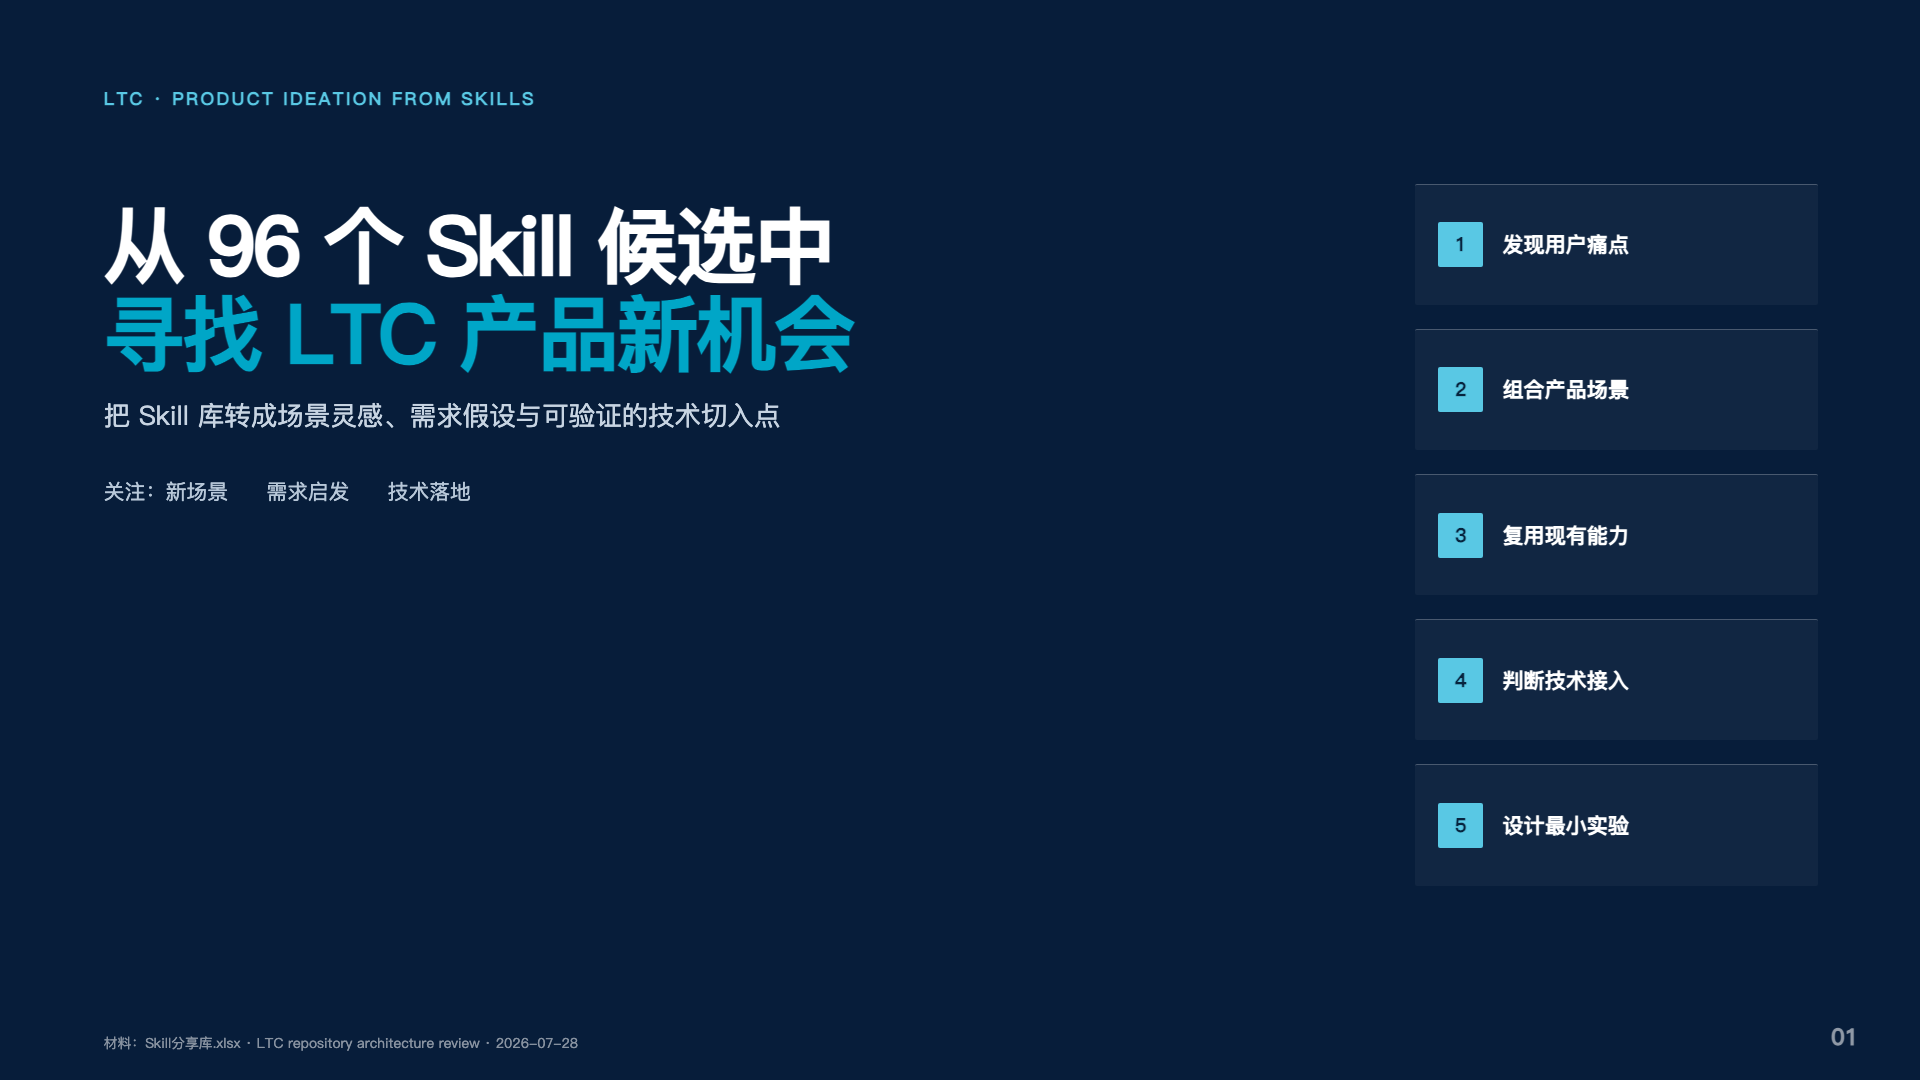 LTC · PRODUCT IDEATION FROM SKILLS
从 96 个 Skill 候选中
寻找 LTC 产品新机会
把 Skill 库转成场景灵感、需求假设与可验证的技术切入点
关注：新场景 需求启发 技术落地
1 发现用户痛点
2 组合产品场景
3 复用现有能力
4 判断技术接入
5 设计最小实验
材料：Skill分享库.xlsx · LTC repository architecture review · 2026-07-28
01